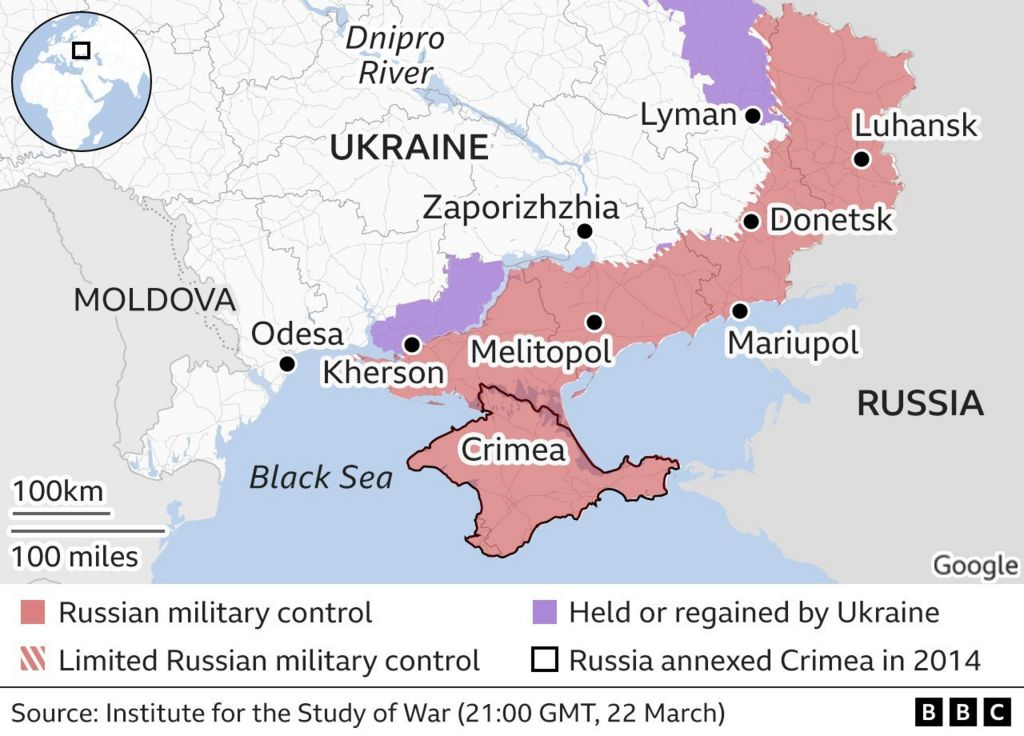 Dnipro
River
Lyman
Luhansk
UKRAINE
Zaporizhzhia
Donetsk
MOLDOVA
Odesa
Kherson
Melitopol
Mariupol
RUSSIA
Crimea
Black Sea
100km
100 miles
Google
Russian military control
Held or regained by Ukraine
Limited Russian military control
Russia annexed Crimea in 2014
Source: Institute for the Study of War (21:00 GMT, 22 March)
BBC